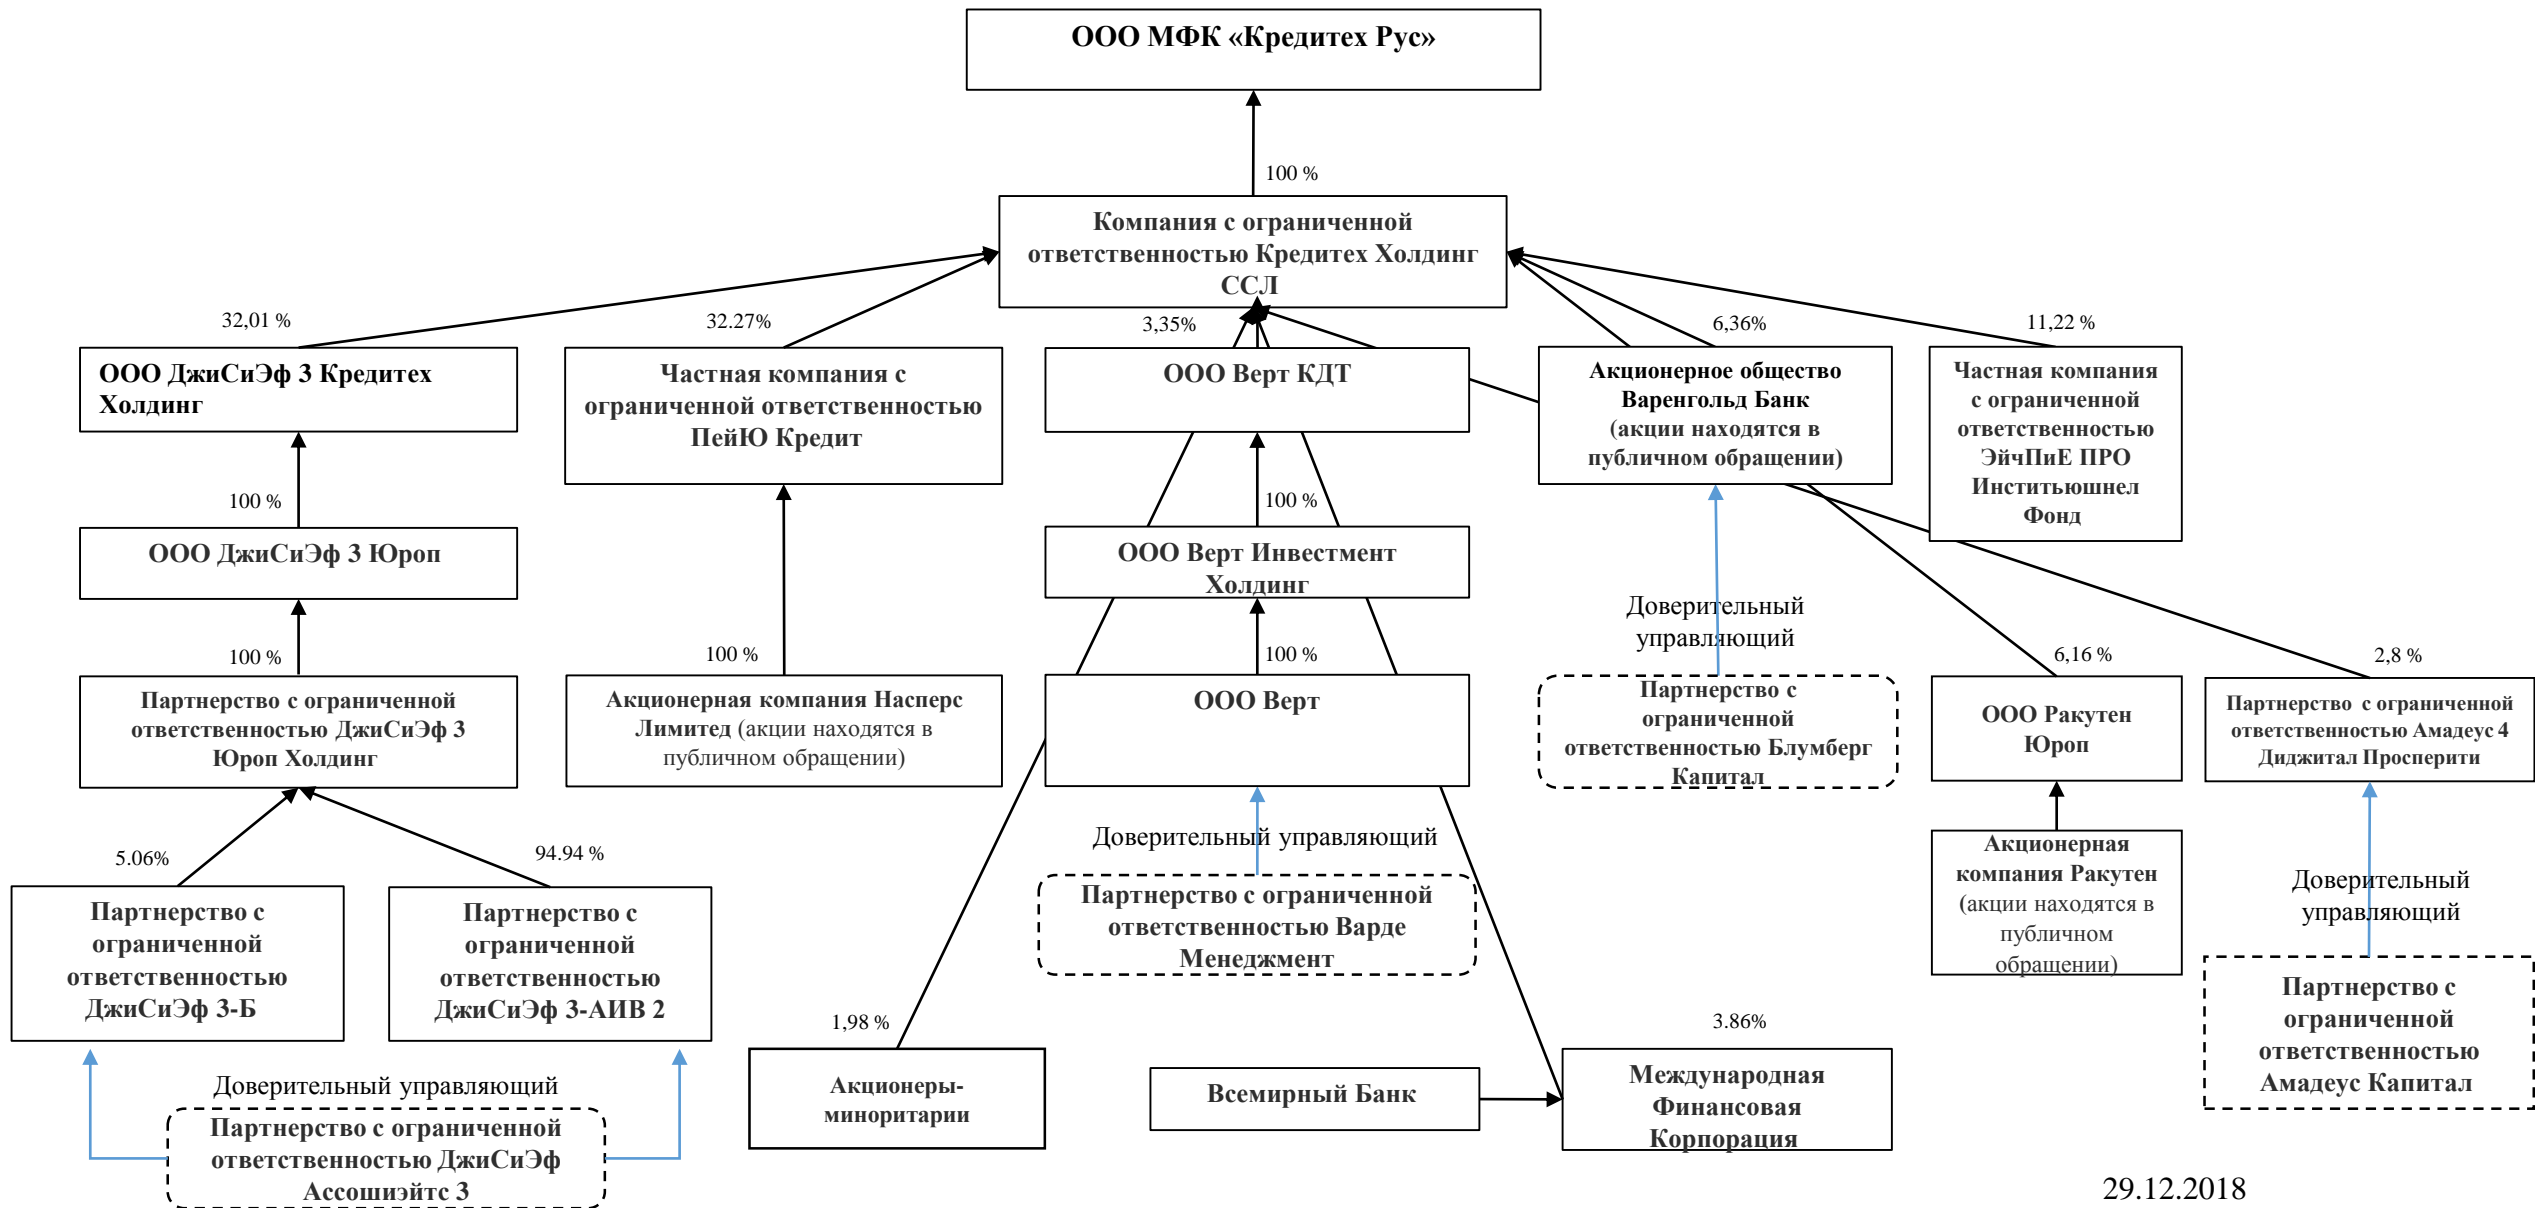 ООО МФК «Кредитех Рус»
100 %
Компания с ограниченной
ответственностью Кредитех Холдинг
ССЛ
32,01 %
32.27%
3,35%
6,36%
11,22 %
ООО ДжиСиЭф 3 Кредитех
Холдинг
Частная компания с
ограниченной ответственностью
ПейЮ Кредит
ООО Верт КДТ
Акционерное общество
Варенгольд Банк
(акции находятся в
публичном обращении)
Частная компания
с ограниченной
ответственностью
ЭйчПиЕ ПРО
Инститьюшнел
Фонд
100 %
100 %
ООО ДжиСиЭф 3 Юроп
ООО Верт Инвестмент
Холдинг
Доверительный
управляющий
100 %
100 %
100 %
6,16 %
2,8 %
Партнерство с ограниченной
ответственностью ДжиСиЭф 3
Юроп Холдинг
Акционерная компания Насперс
Лимитед (акции находятся в
публичном обращении)
ООО Верт
Партнерство с
ограниченной
ответственностью Блумберг
Капитал
ООО Ракутен
Юроп
Партнерство с ограниченной
ответственностью Амадеус 4
Диджитал Просперити
5.06%
94.94 %
Доверительный управляющий
Акционерная
компания Ракутен
(акции находятся в
публичном
обращении)
Доверительный
управляющий
Партнерство с
ограниченной
ответственностью
ДжиСиЭф 3-Б
Партнерство с
ограниченной
ответственностью
ДжиСиЭф 3-АИВ 2
Партнерство с ограниченной
ответственностью Варде
Менеджмент
Партнерство с
ограниченной
ответственностью
Амадеус Капитал
1,98 %
3.86%
Доверительный управляющий
Акционеры-
миноритарии
Всемирный Банк
Международная
Финансовая
Корпорация
Партнерство с ограниченной
ответственностью ДжиСиЭф
Ассошиэйтс 3
29.12.2018